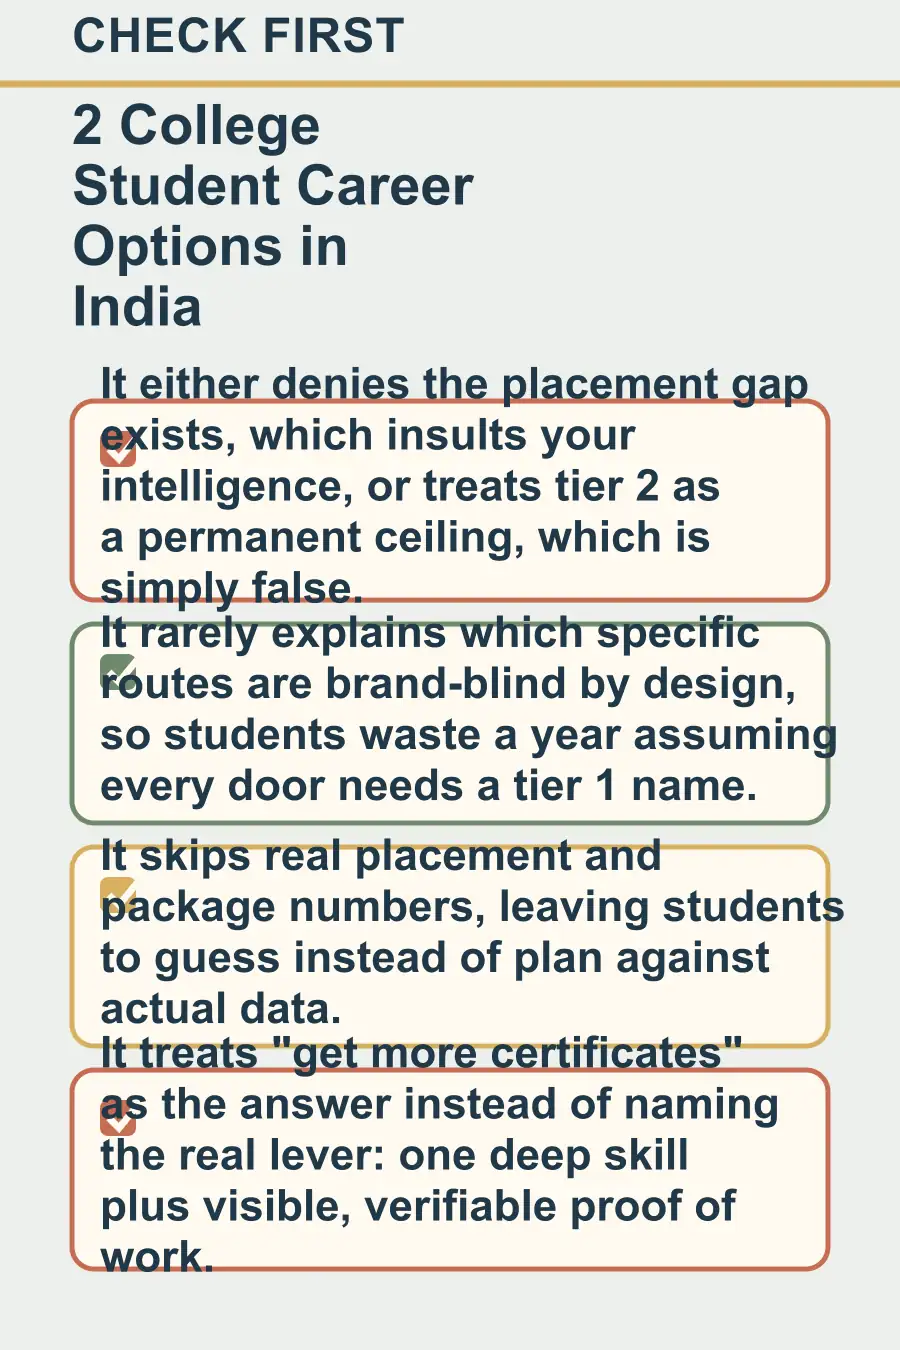 CHECK FIRST
2 College
Student Career
Options in
India
It either denies the placement gap
exists, which insults your
intelligence, or treats tier 2 as
a permanent ceiling, which is
simply false.
It rarely explains which specific
routes are brand-blind by design,
so students waste a year assuming
every door needs a tier 1 name.
It skips real placement and
package numbers, leaving students
to guess instead of plan against
actual data.
It treats "get more certificates"
as the answer instead of naming
the real lever: one deep skill
plus visible, verifiable proof of
work.